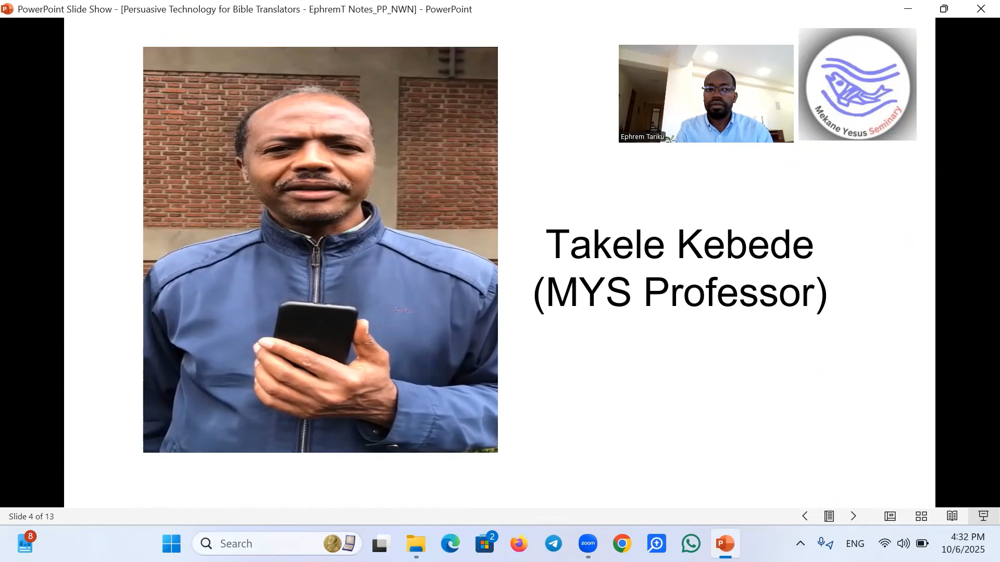 PowerPoint Slide Show - [Persuasive Technology for Bible Translators - EphremT Notes_PP_NWN] - PowerPoint
Ephrem Tariku
Mekane Yesus Seminary
Takele Kebede
(MYS Professor)
Slide 4 of 13
8
Search
2
zoom
ENG
4:32 PM
10/6/2025